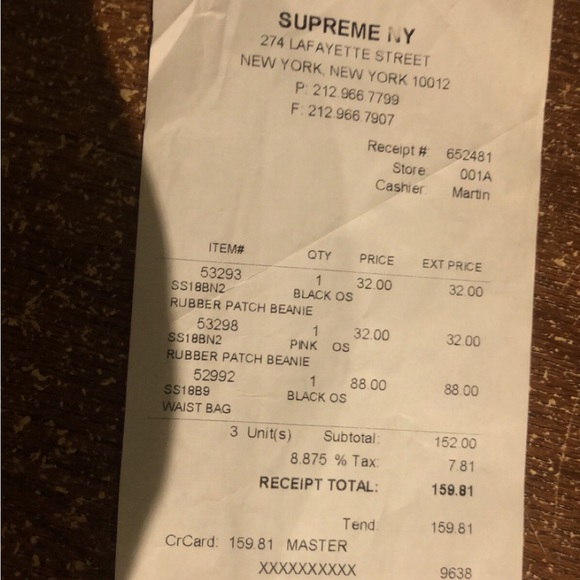 SUPREME NY
274 LAFAYETTE STREET
NEW YORK, NEW YORK 10012
P: 212.966.7799
F: 212.966.7907
Receipt #: 652481
Store: 001A
Cashier: Martin
ITEM# QTY PRICE EXT PRICE
53293 1 32.00 32.00
SS18BN2 BLACK OS
RUBBER PATCH BEANIE
53298 1 32.00 32.00
SS18BN2 PINK OS
RUBBER PATCH BEANIE
52992 1 88.00 88.00
SS18B9 BLACK OS
WAIST BAG
3 Unit(s) Subtotal: 152.00
8.875 % Tax: 7.81
RECEIPT TOTAL: 159.81
Tend: 159.81
CrCard: 159.81 MASTER
XXXXXXXXXX 9638